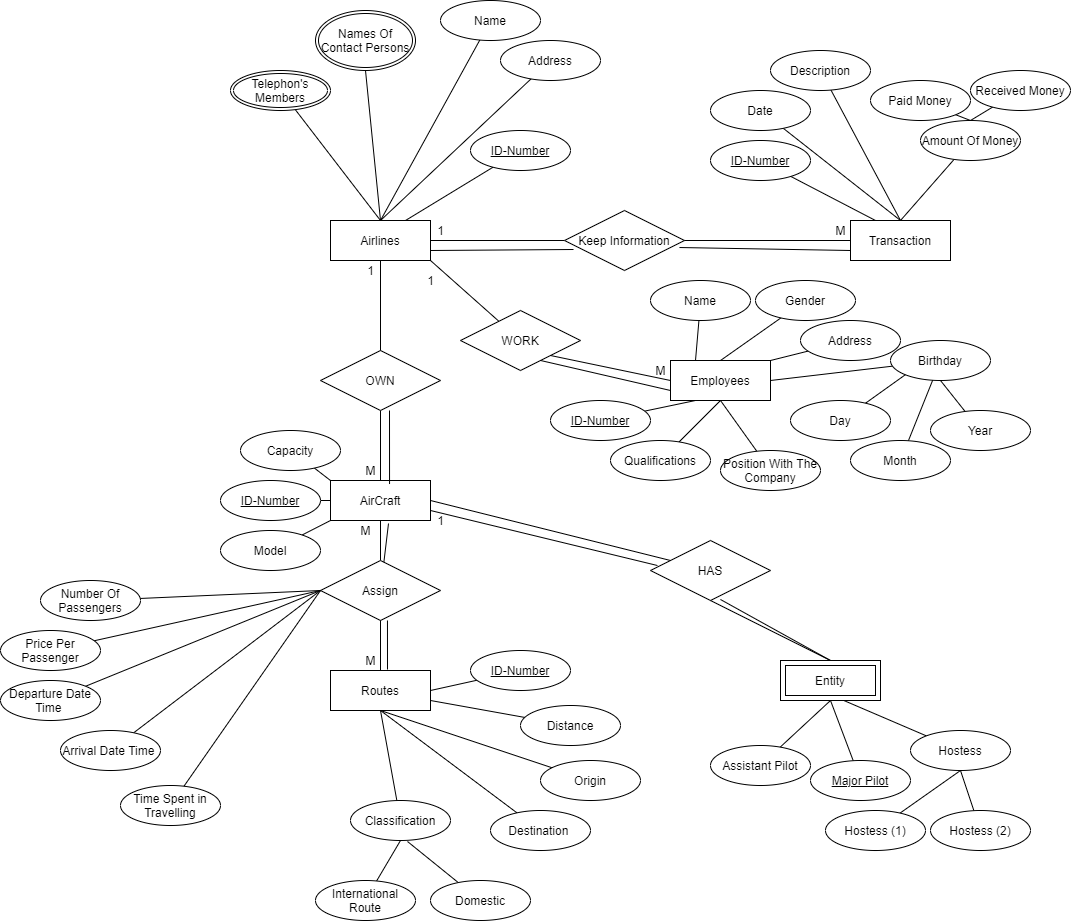 Name
Names Of
Contact Persons
Address
Telephon's
Members
ID-Number
Description
Received Money
Paid Money
Date
Amount Of Money
ID-Number
Airlines
1
Keep Information
M
Transaction
1
1
Name
Gender
WORK
Address
Birthday
M
Employees
OWN
ID-Number
Day
Year
Qualifications
Position With The
Company
Month
Capacity
M
ID-Number
AirCraft
Model
M
1
HAS
Assign
Number Of
Passengers
Price Per
Passenger
M
ID-Number
Entity
Routes
Departure Date
Time
Distance
Arrival Date Time
Hostess
Assistant Pilot
Major Pilot
Origin
Time Spent in
Travelling
Classification
Destination
Hostess (1)
Hostess (2)
International
Route
Domestic